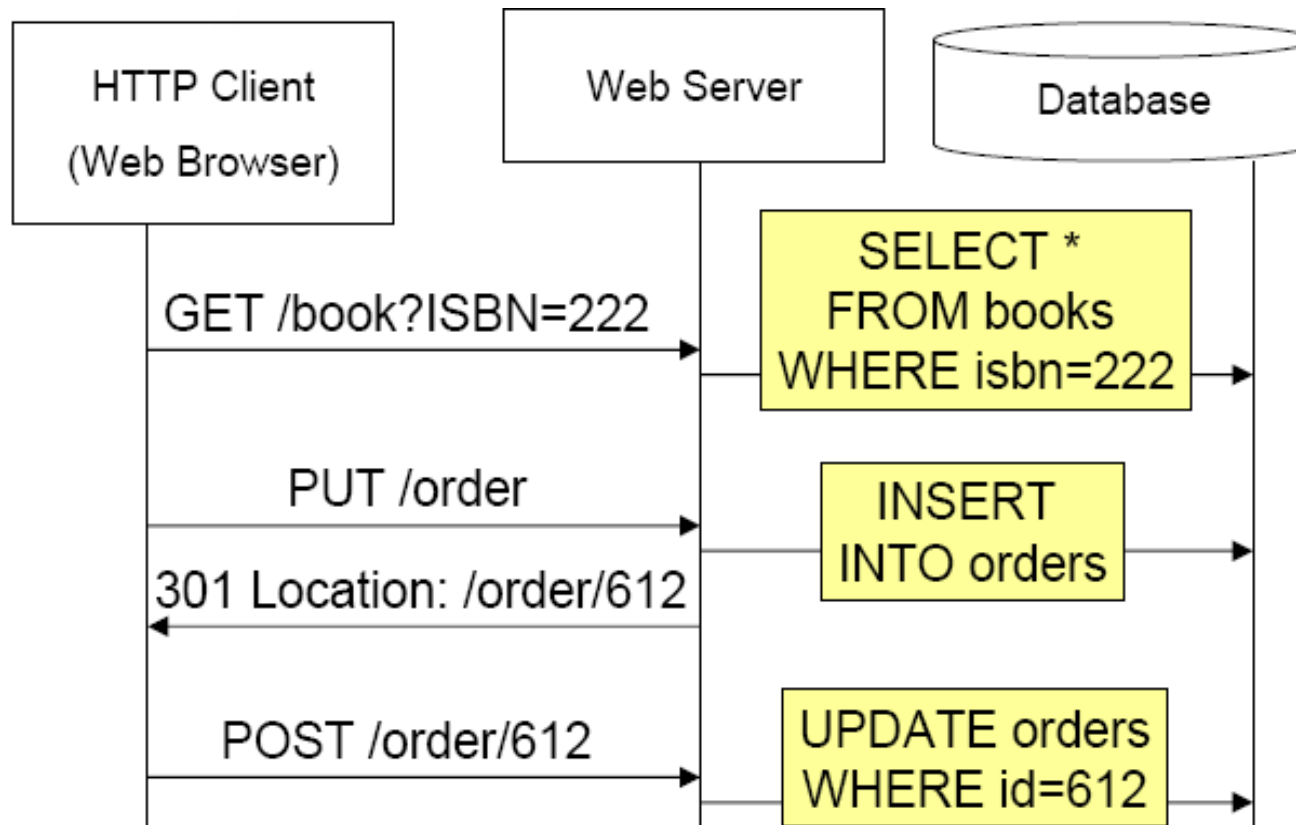 HTTP Client
(Web Browser)
Web Server
Database
GET /book?ISBN=222
SELECT *
FROM books
WHERE isbn=222
PUT /order
INSERT
INTO orders
301 Location: /order/612
POST /order/612
UPDATE orders
WHERE id=612